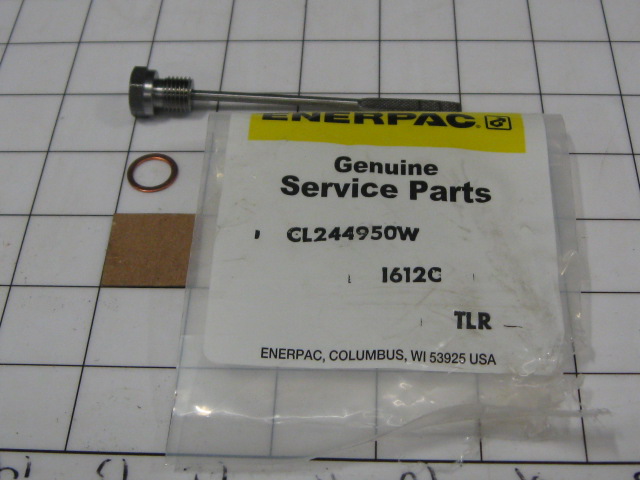 ENERPAC
Genuine
Service Parts
CL244950W
1612C
TLR
ENERPAC, COLUMBUS, WI 53925 USA